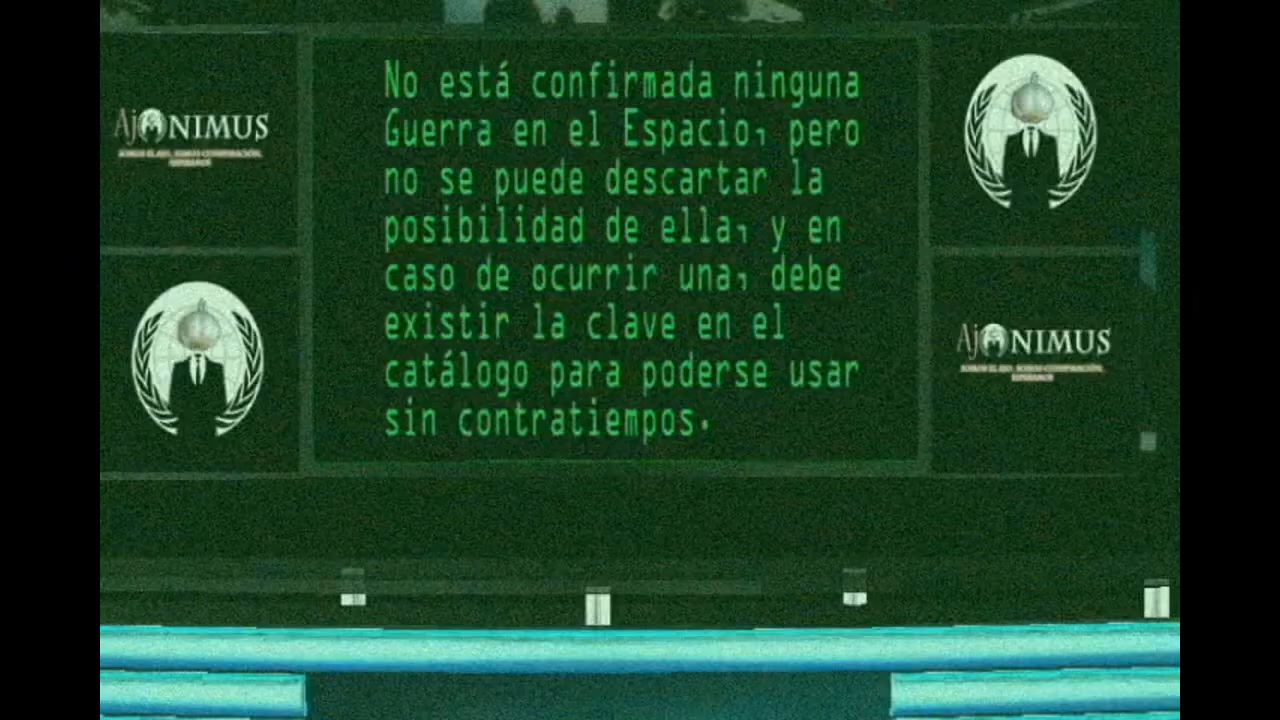 No está confirmada ninguna
Guerra en el Espacio, pero
no se puede descartar la
posibilidad de ella, y en
caso de ocurrir una, debe
existir la clave en el
catálogo para poderse usar
sin contratiempos.
AjONIMUS
AjONIMUS